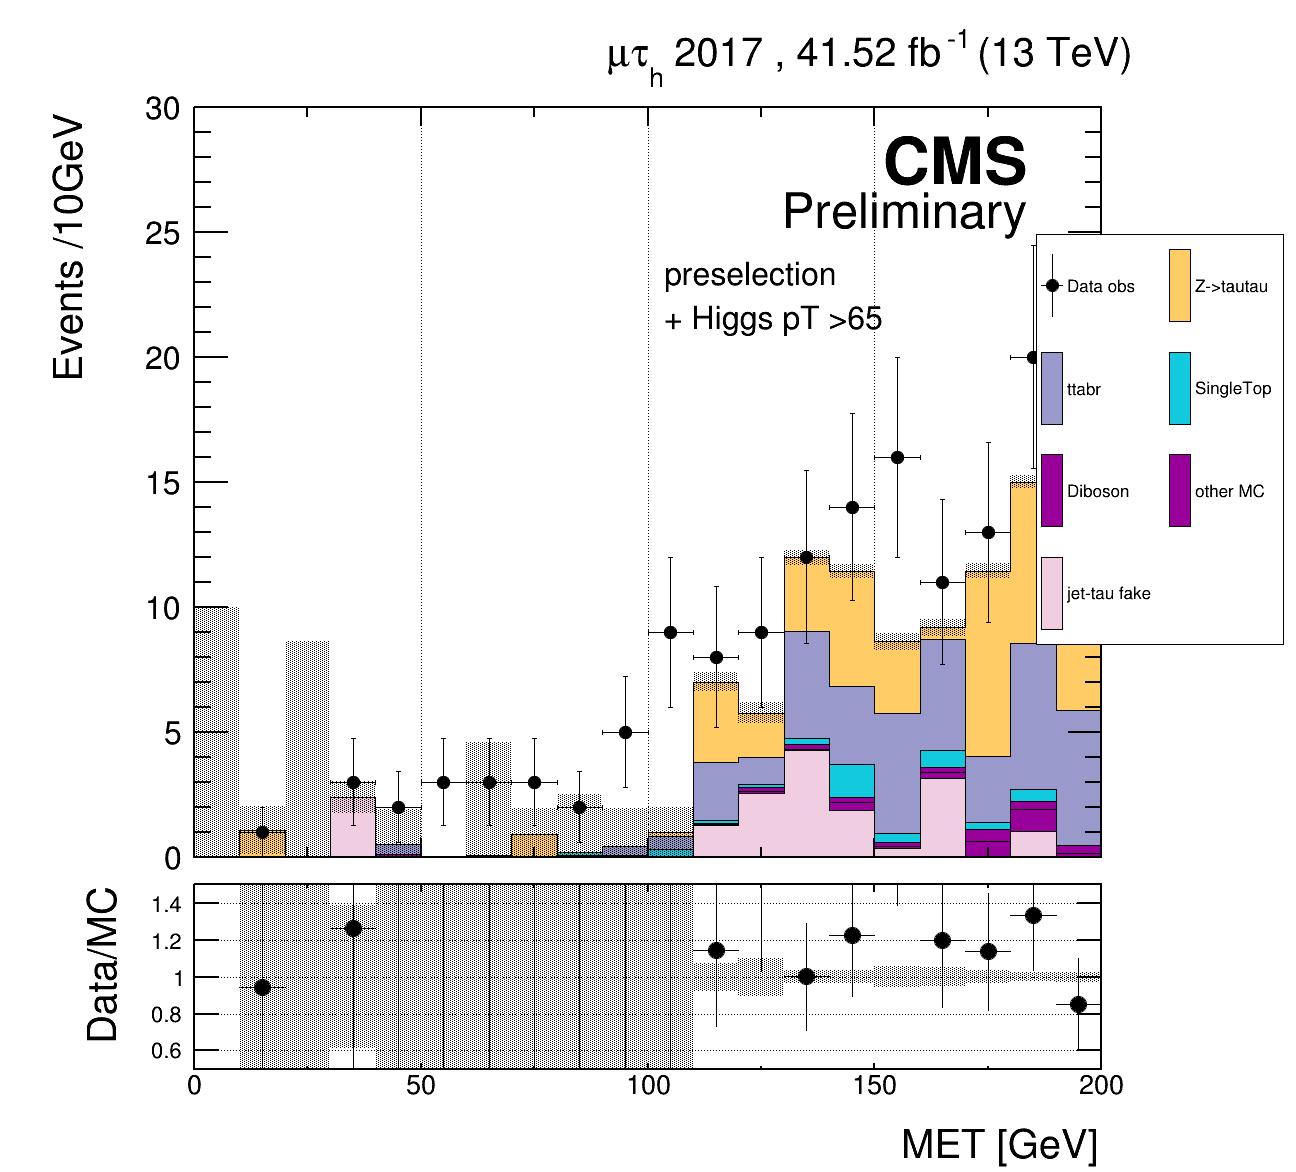 μτh 2017 , 41.52 fb-1 (13 TeV)
Events /10GeV
30
25
20
15
10
5
0
CMS
Preliminary
preselection
+ Higgs pT >65
Data obs
Z->tautau
ttabr
SingleTop
Diboson
other MC
jet-tau fake
Data/MC
1.4
1.2
1
0.8
0.6
0 50 100 150 200
MET [GeV]